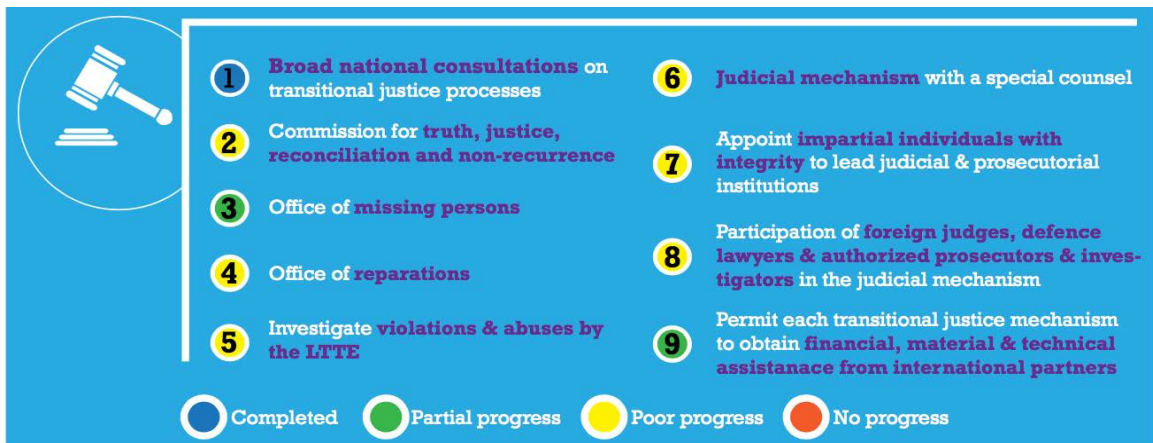 1
Broad national consultations on
transitional justice processes
2
Commission for truth, justice,
reconciliation and non-recurrence
3
Office of missing persons
4
Office of reparations
5
Investigate violations & abuses by
the LTTE
6
Judicial mechanism with a special counsel
7
Appoint impartial individuals with
integrity to lead judicial & prosecutorial
institutions
8
Participation of foreign judges, defence
lawyers & authorized prosecutors & inves-
tigators in the judicial mechanism
9
Permit each transitional justice mechanism
to obtain financial, material & technical
assistanace from international partners
Completed
Partial progress
Poor progress
No progress